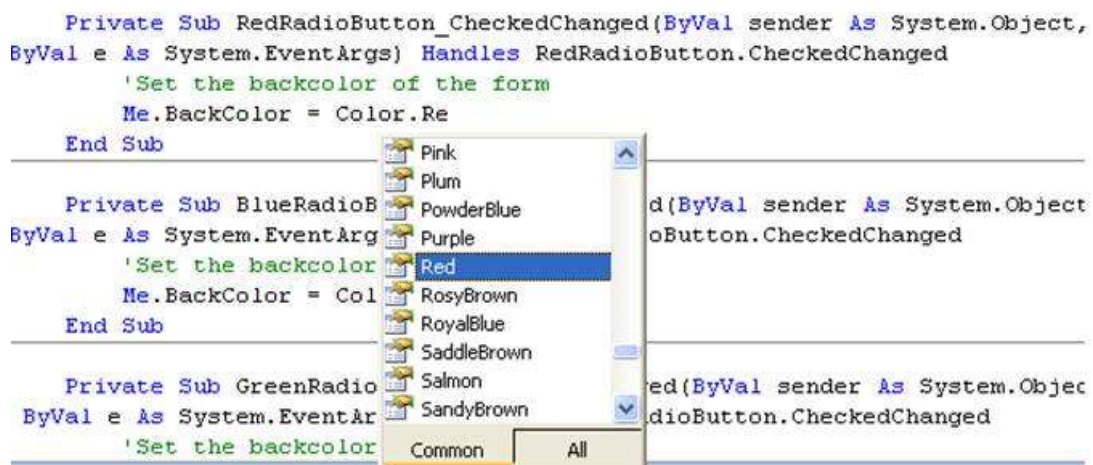 Private Sub RedRadioButton_CheckedChanged(ByVal sender As System.Object,
ByVal e As System.EventArgs) Handles RedRadioButton.CheckedChanged
'Set the backcolor of the form
Me.BackColor = Color.Re
End Sub
Pink
Plum
Private Sub BlueRadioB PowderBlue d(ByVal sender As System.Object
ByVal e As System.EventArg Purple oButton.CheckedChanged
'Set the backcolor Red
Me.BackColor = Col RosyBrown
End Sub RoyalBlue
SaddleBrown
Private Sub GreenRadio Salmon ed(ByVal sender As System.Objec
ByVal e As System.EventAr SandyBrown dioButton.CheckedChanged
'Set the backcolor Common All